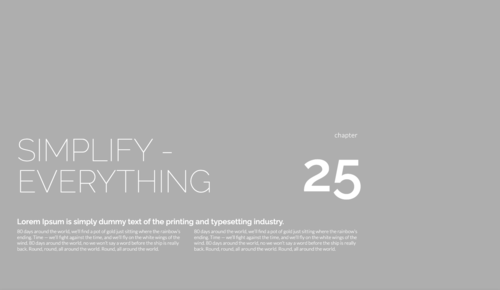 chapter
SIMPLIFY -
EVERYTHING
25
Lorem Ipsum is simply dummy text of the printing and typesetting industry.
80 days around the world, we'll find a pot of gold just sitting where the rainbow's
ending. Time — we'll fight against the time, and we'll fly on the white wings of the
wind. 80 days around the world, no we won't say a word before the ship is really
back. Round, round, all around the world. Round, all around the world.
80 days around the world, we'll find a pot of gold just sitting where the rainbow's
ending. Time — we'll fight against the time, and we'll fly on the white wings of the
wind. 80 days around the world, no we won't say a word before the ship is really
back. Round, round, all around the world. Round, all around the world.